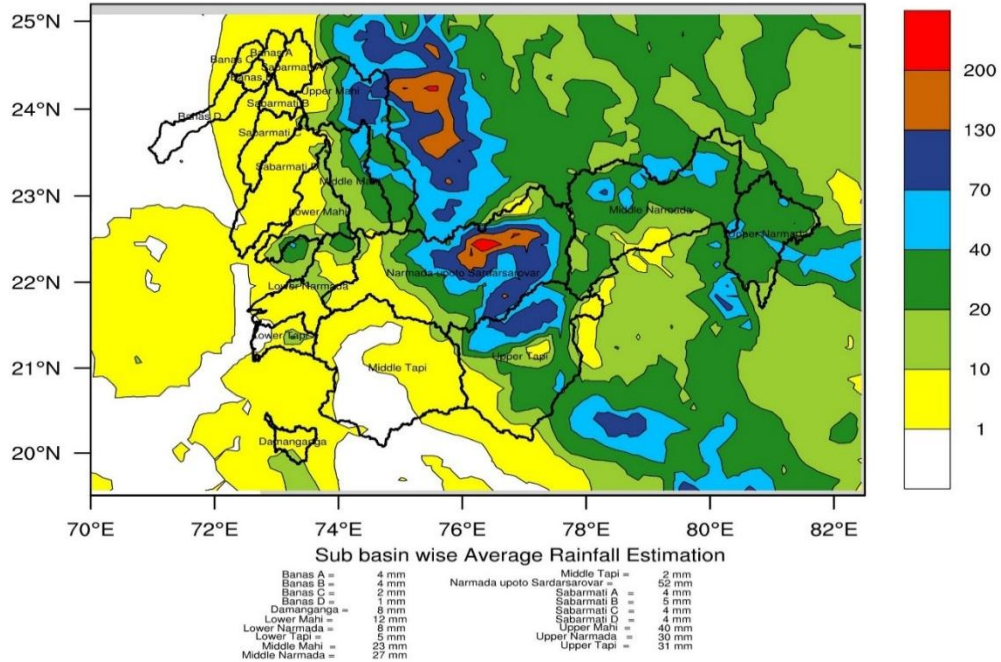 25°N
24°N
23°N
22°N
21°N
20°N
70°E 72°E 74°E 76°E 78°E 80°E 82°E
200
130
70
40
20
10
1
Banas A
Banas C
Sabarmati A
Upper Mahi
Sabarmati B
Banas D
Sabarmati C
Sabarmati D
Middle Mahi
Lower Mahi
Middle Narmada
Upper Narmada
Narmada upoto Sardarsarovar
Lower Narmada
Lower Tapi
Upper Tapi
Middle Tapi
Damanganga
Sub basin wise Average Rainfall Estimation
Banas A = 4 mm
Banas B = 4 mm
Banas C = 2 mm
Banas D = 1 mm
Damanganga = 8 mm
Lower Mahi = 12 mm
Lower Narmada = 8 mm
Lower Tapi = 5 mm
Middle Mahi = 23 mm
Middle Narmada = 27 mm
Middle Tapi = 2 mm
Narmada upoto Sardarsarovar = 52 mm
Sabarmati A = 4 mm
Sabarmati B = 5 mm
Sabarmati C = 4 mm
Sabarmati D = 4 mm
Upper Mahi = 40 mm
Upper Narmada = 30 mm
Upper Tapi = 31 mm